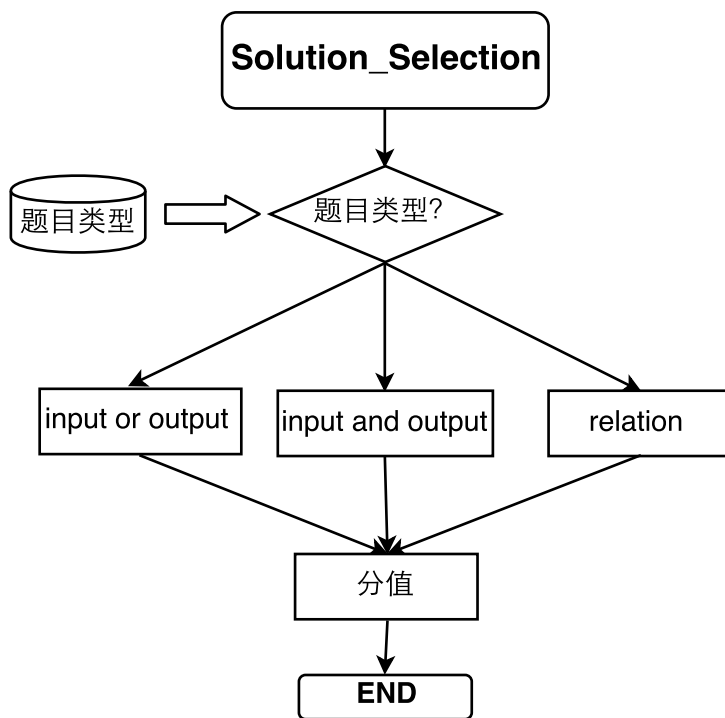 Solution_Selection
题目类型
题目类型?
input or output
input and output
relation
分值
END